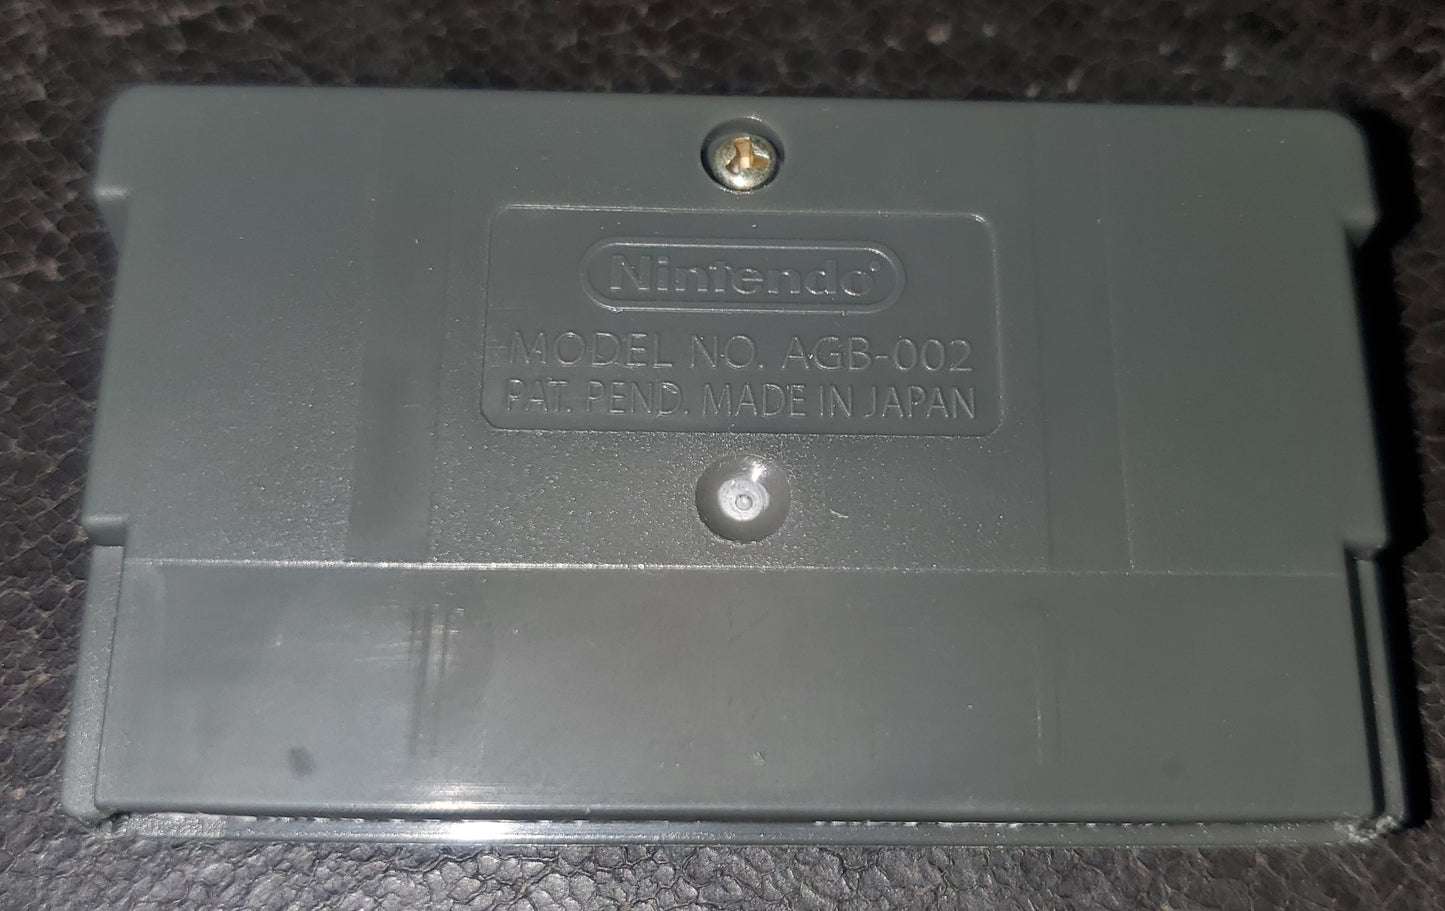 Nintendo®
MODEL NO. AGB-002
PAT. PEND. MADE IN JAPAN